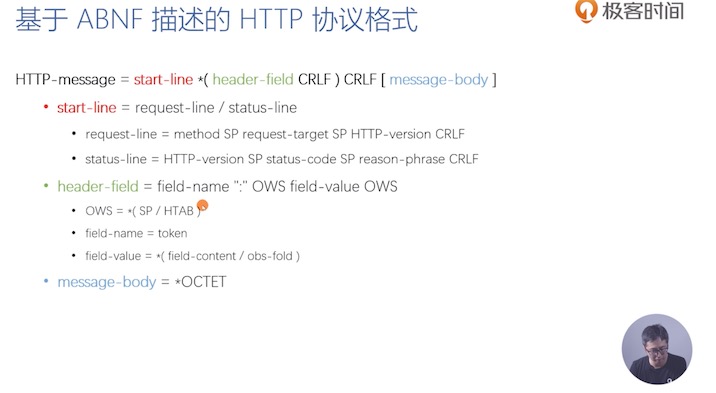 基于 ABNF 描述的 HTTP 协议格式
极客时间
HTTP-message = start-line *( header-field CRLF ) CRLF [ message-body ]
• start-line = request-line / status-line
• request-line = method SP request-target SP HTTP-version CRLF
• status-line = HTTP-version SP status-code SP reason-phrase CRLF
• header-field = field-name ":" OWS field-value OWS
• OWS = *( SP / HTAB )
• field-name = token
• field-value = *( field-content / obs-fold )
• message-body = *OCTET